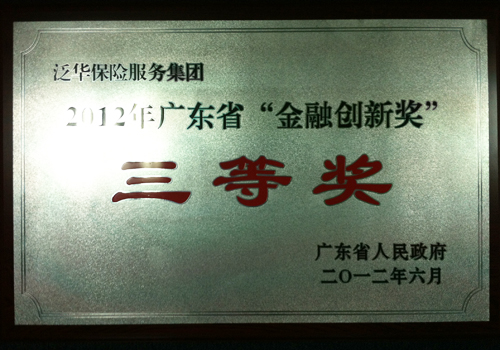 泛华保险服务集团
2012年广东省“金融创新奖”
三等奖
广东省人民政府
二〇一二年六月